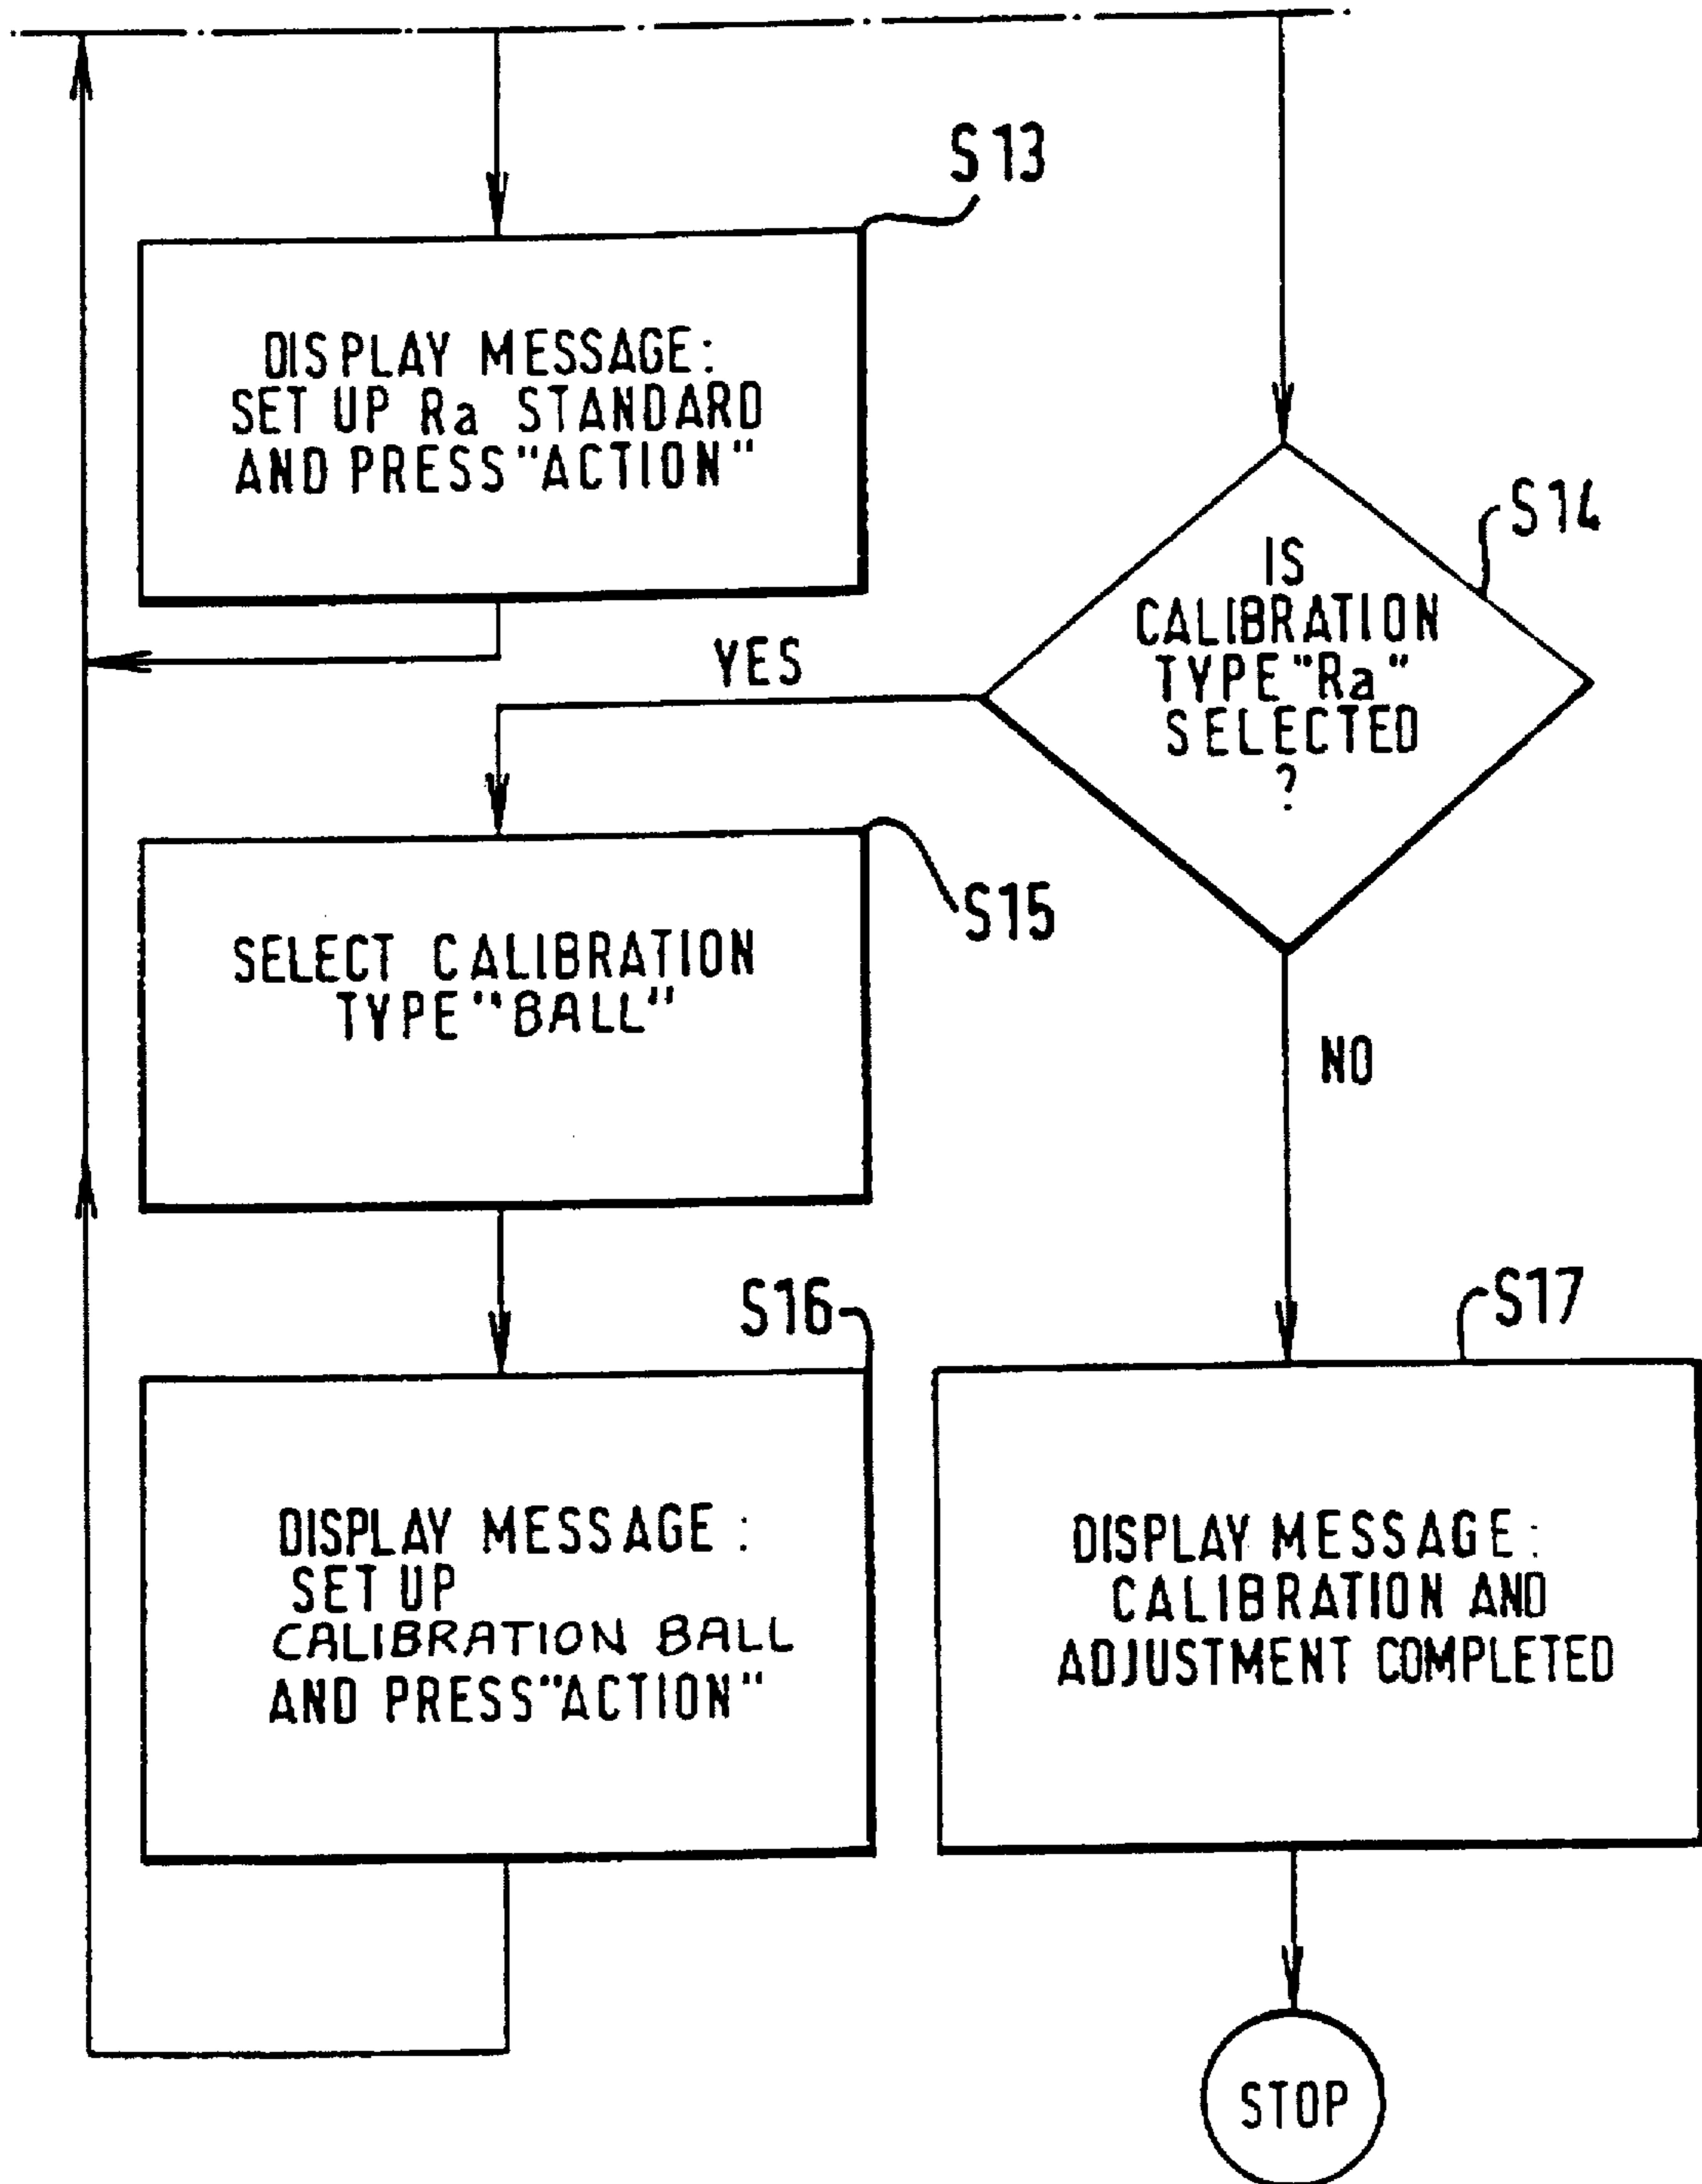 S13
DISPLAY MESSAGE:
SET UP Ra STANDARD
AND PRESS "ACTION"
S14
IS
CALIBRATION
TYPE "Ra"
SELECTED
?
YES
S15
SELECT CALIBRATION
TYPE "BALL"
NO
S16
DISPLAY MESSAGE :
SET UP
CALIBRATION BALL
AND PRESS "ACTION"
S17
DISPLAY MESSAGE :
CALIBRATION AND
ADJUSTMENT COMPLETED
STOP